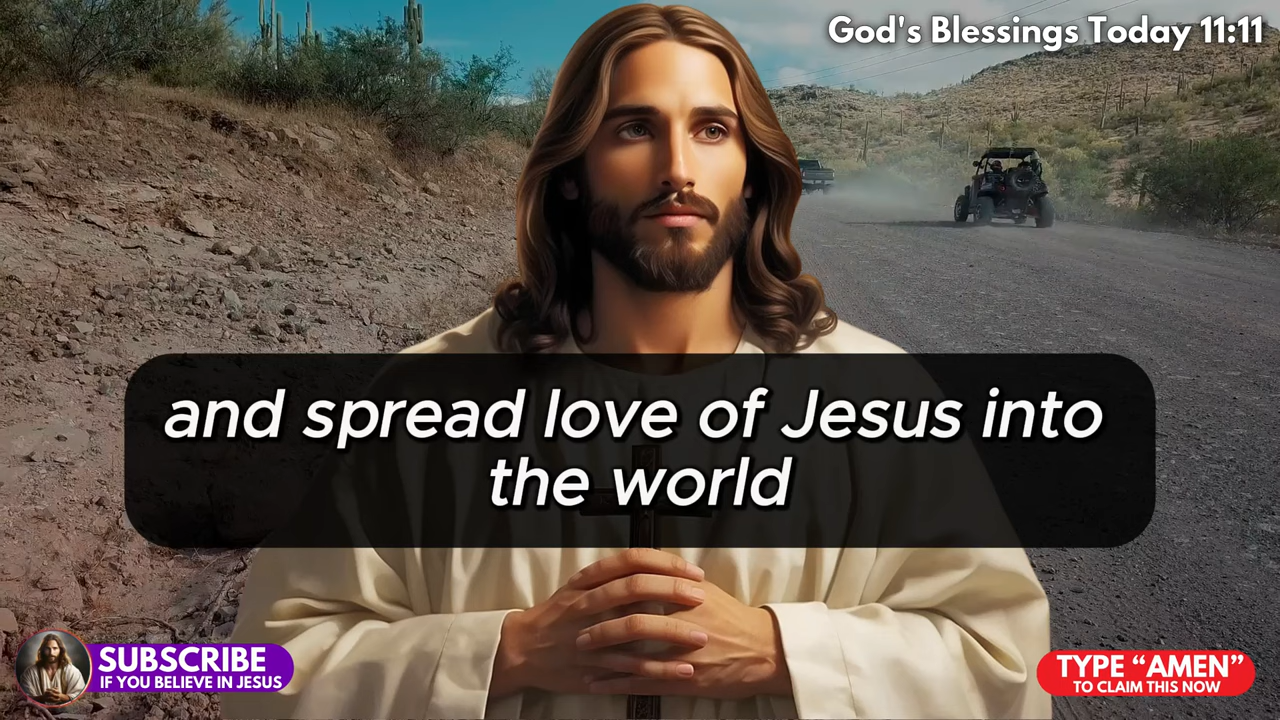 God's Blessings Today 11:11
and spread love of Jesus into
the world
SUBSCRIBE
IF YOU BELIEVE IN JESUS
TYPE “AMEN”
TO CLAIM THIS NOW